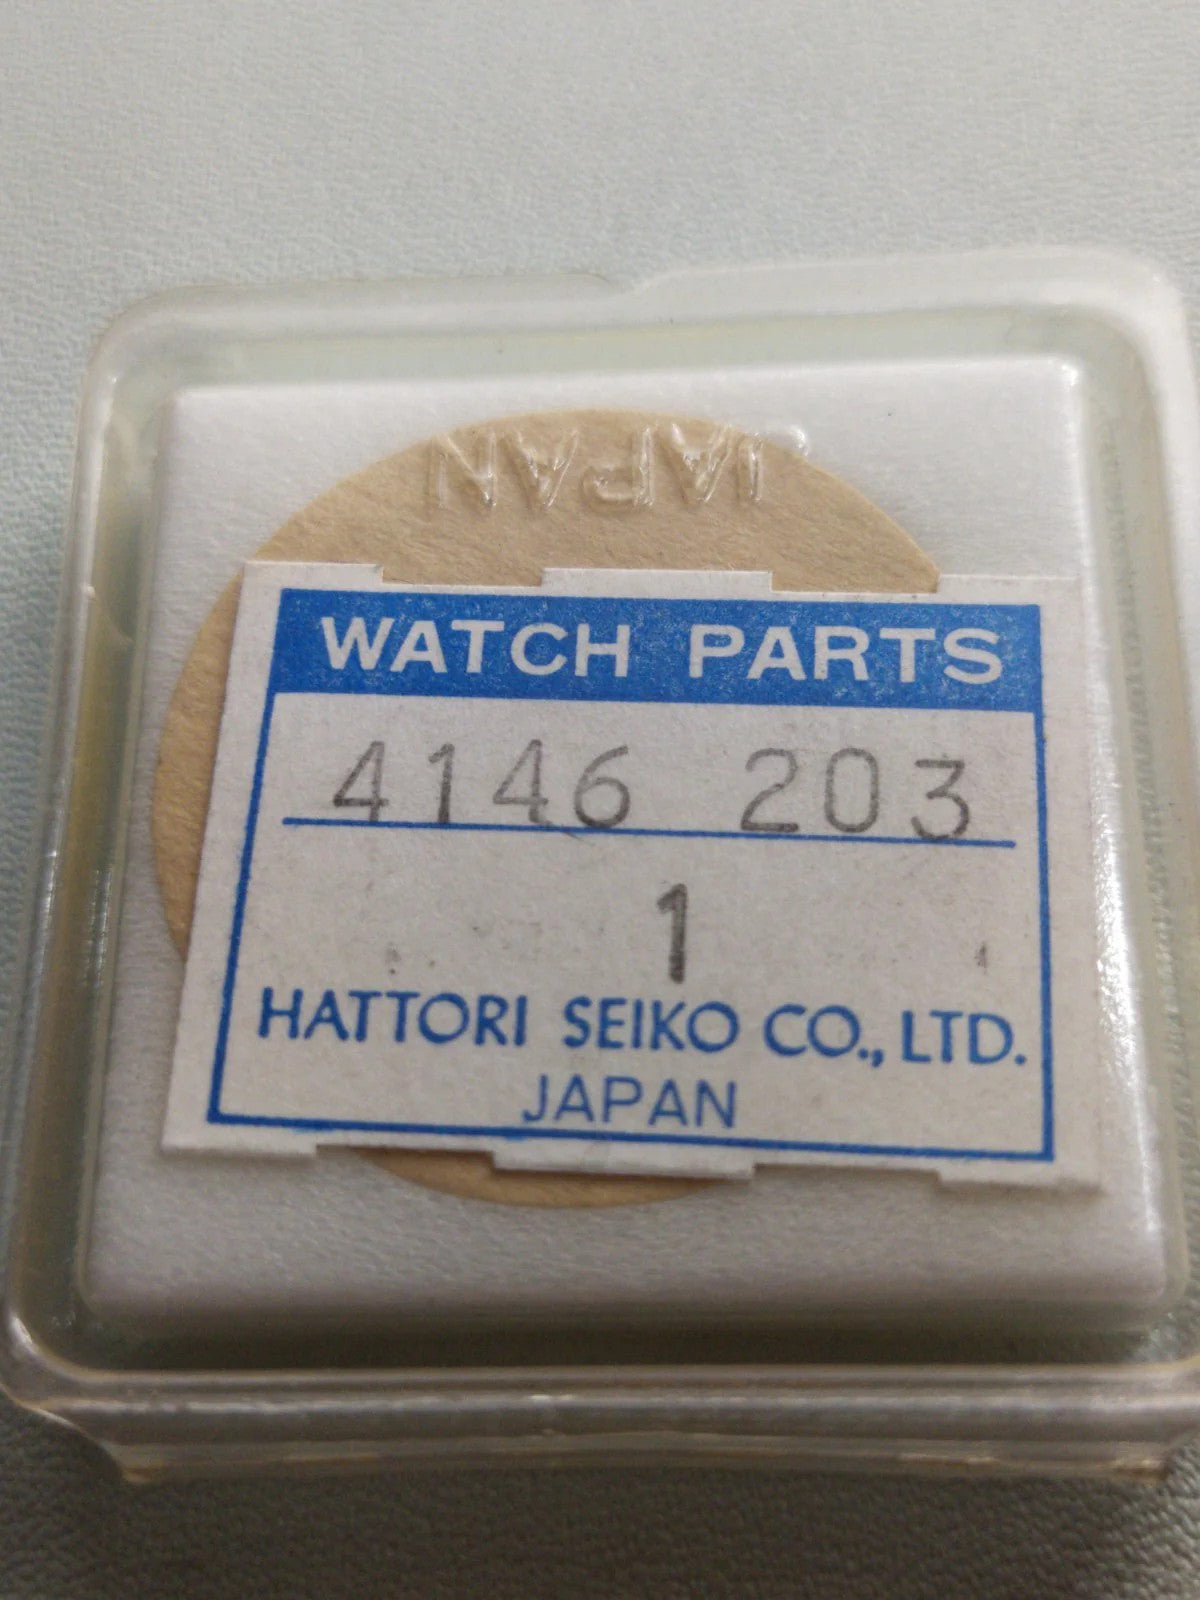 JAPAN
WATCH PARTS
4146 203
1
HATTORI SEIKO CO., LTD.
JAPAN